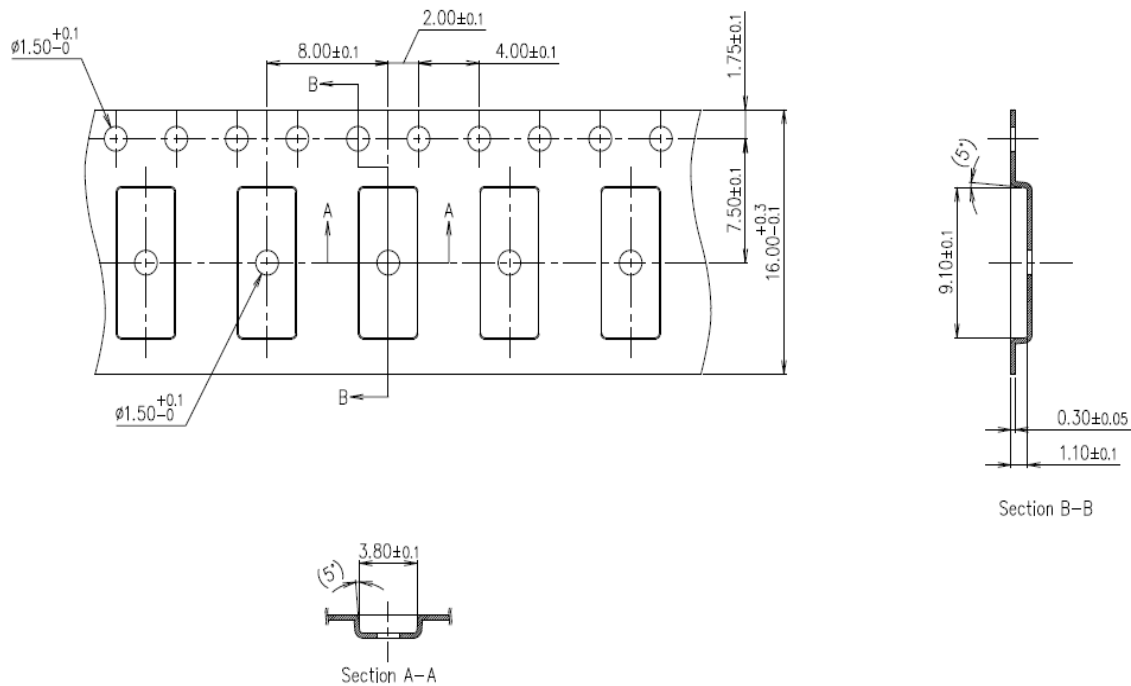 2.00±0.1
ø1.50 +0.1 -0
8.00±0.1
4.00±0.1
1.75±0.1
B
(5°)
A
A
7.50±0.1
16.00 +0.3 -0.1
9.10±0.1
B
ø1.50 +0.1 -0
0.30±0.05
1.10±0.1
Section B-B
3.80±0.1
(5°)
Section A-A